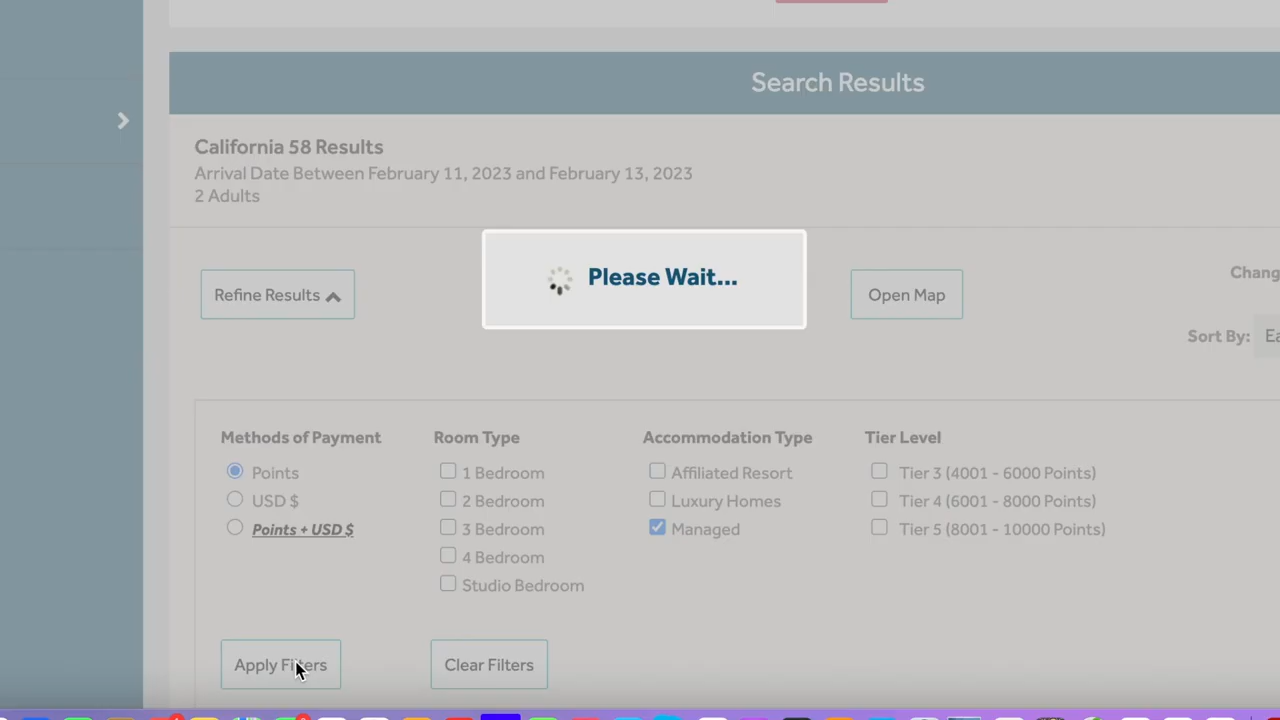 Search Results
California 58 Results
Arrival Date Between February 11, 2023 and February 13, 2023
2 Adults
Please Wait...
Refine Results
Open Map
Chang
Sort By: Ea
Methods of Payment
Points
USD $
Points + USD $
Room Type
1 Bedroom
2 Bedroom
3 Bedroom
4 Bedroom
Studio Bedroom
Accommodation Type
Affiliated Resort
Luxury Homes
Managed
Tier Level
Tier 3 (4001 - 6000 Points)
Tier 4 (6001 - 8000 Points)
Tier 5 (8001 - 10000 Points)
Apply Filters
Clear Filters